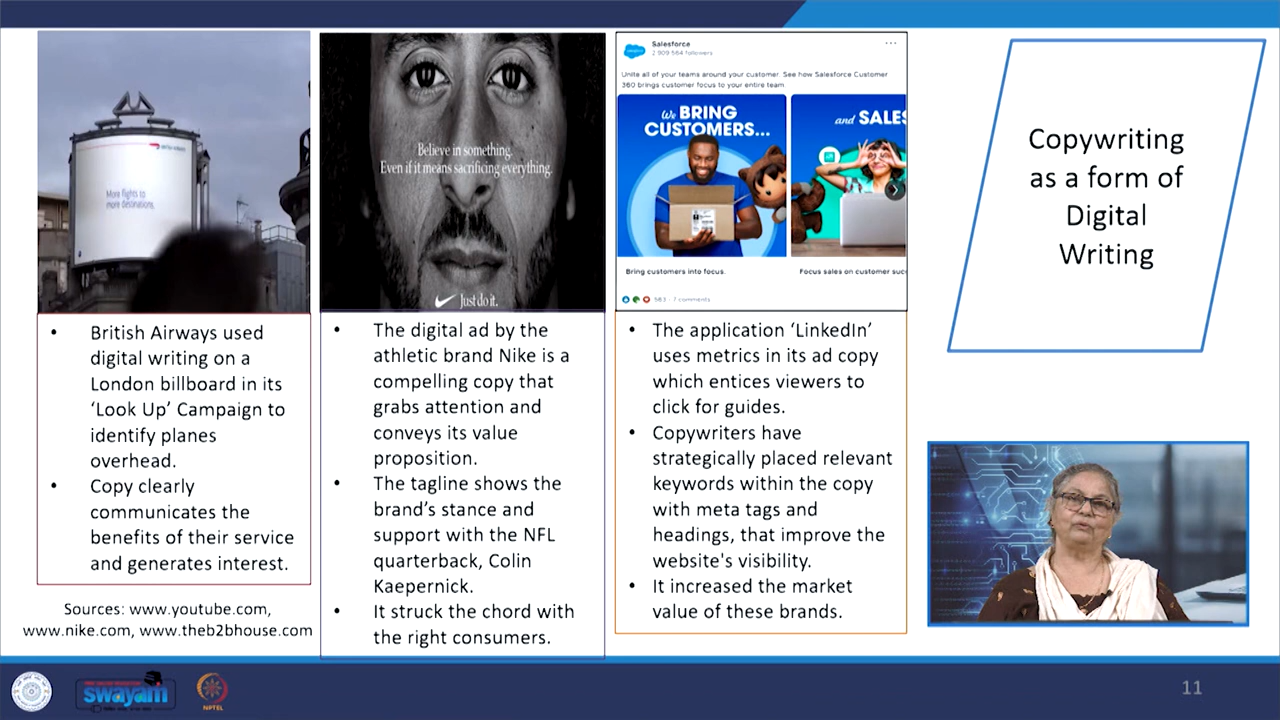 More flights to
more destinations.
Believe in something.
Even if it means sacrificing everything.
Just do it.
Salesforce
Unite all of your teams around your customer. See how Salesforce Customer
360 brings customer focus to your entire team
We BRING
CUSTOMERS...
and SALES
Bring customers into focus.
Focus sales on customer succ
583 · 7 comments
Copywriting
as a form of
Digital
Writing
• British Airways used
digital writing on a
London billboard in its
‘Look Up’ Campaign to
identify planes
overhead.
• Copy clearly
communicates the
benefits of their service
and generates interest.
• The digital ad by the
athletic brand Nike is a
compelling copy that
grabs attention and
conveys its value
proposition.
• The tagline shows the
brand’s stance and
support with the NFL
quarterback, Colin
Kaepernick.
• It struck the chord with
the right consumers.
• The application ‘LinkedIn’
uses metrics in its ad copy
which entices viewers to
click for guides.
• Copywriters have
strategically placed relevant
keywords within the copy
with meta tags and
headings, that improve the
website's visibility.
• It increased the market
value of these brands.
Sources: www.youtube.com,
www.nike.com, www.theb2bhouse.com
swayam
NPTEL
11